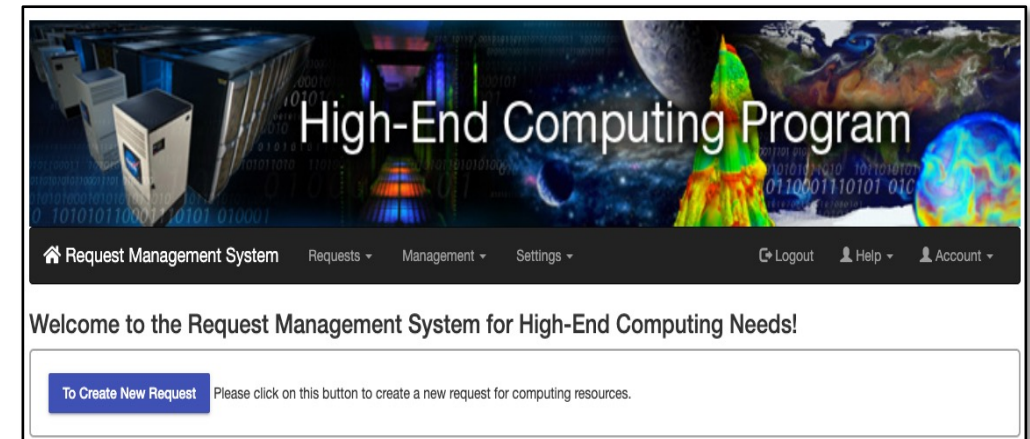 High-End Computing Program
Request Management System Requests Management Settings Logout Help Account
Welcome to the Request Management System for High-End Computing Needs!
To Create New Request Please click on this button to create a new request for computing resources.